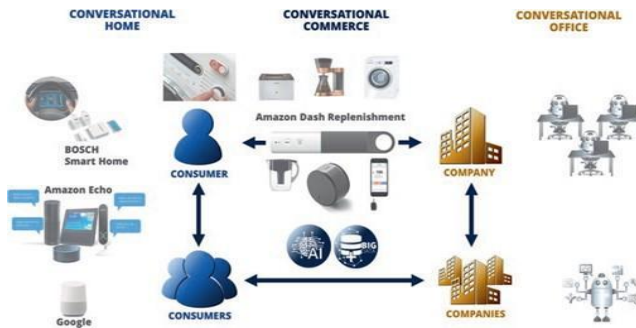 CONVERSATIONAL
HOME
CONVERSATIONAL
COMMERCE
CONVERSATIONAL
OFFICE
BOSCH
Smart Home
Amazon Dash Replenishment
CONSUMER
COMPANY
Amazon Echo
AI
BIG
CONSUMERS
COMPANIES
Google